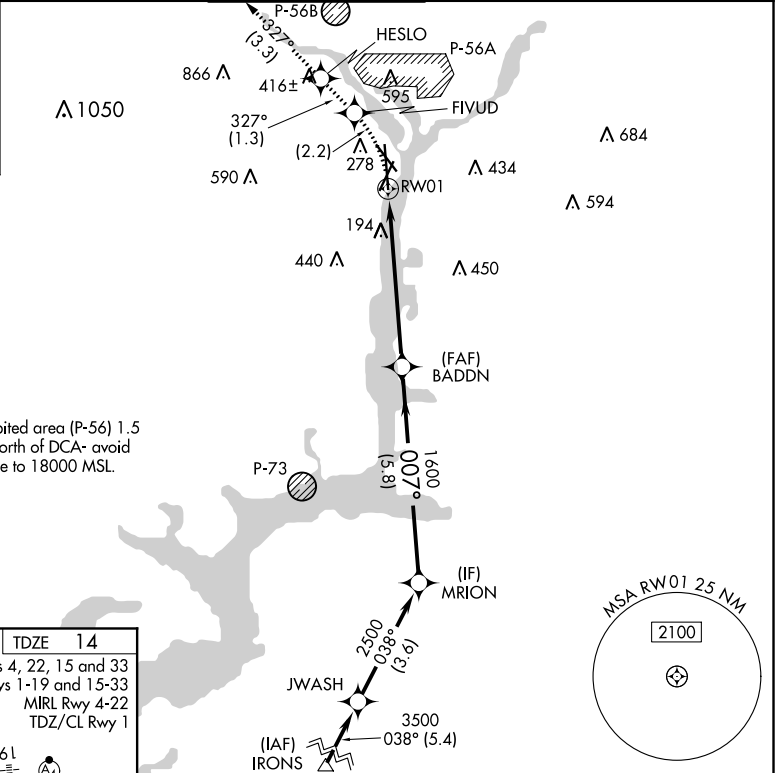 P-56B
327°
(3.3)
HESLO
P-56A
866
416±
595
1050
FIVUD
327°
(1.3)
(2.2)
278
684
434
590
RW01
594
194
440
450
(FAF)
BADDN
bited area (P-56) 1.5
orth of DCA- avoid
e to 18000 MSL.
P-73
1600
007°
(5.8)
(IF)
MRION
MSA RW01 25 NM
2100
2500
038°
(3.6)
TDZE 14
s 4, 22, 15 and 33
ys 1-19 and 15-33
MIRL Rwy 4-22
TDZ/CL Rwy 1
JWASH
3500
038° (5.4)
(IAF)
IRONS
19